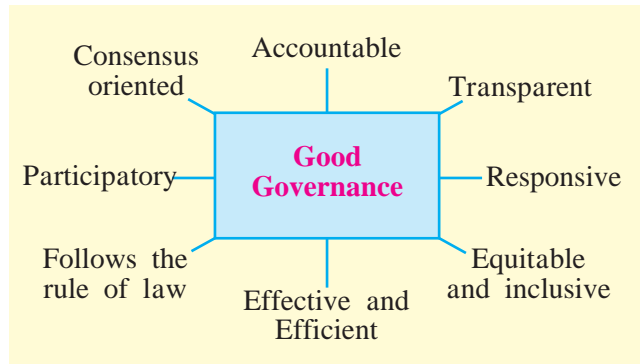 Accountable
Consensus
oriented
Transparent
Good
Governance
Participatory
Responsive
Follows the
rule of law
Equitable
and inclusive
Effective and
Efficient